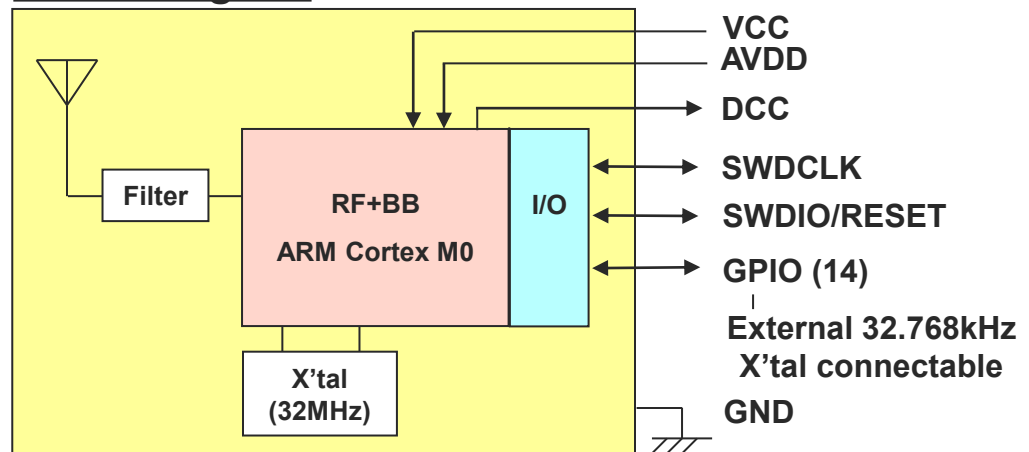 VCC
AVDD
DCC
Filter
RF+BB
ARM Cortex M0
I/O
SWDCLK
SWDIO/RESET
GPIO (14)
External 32.768kHz
X'tal connectable
X'tal
(32MHz)
GND